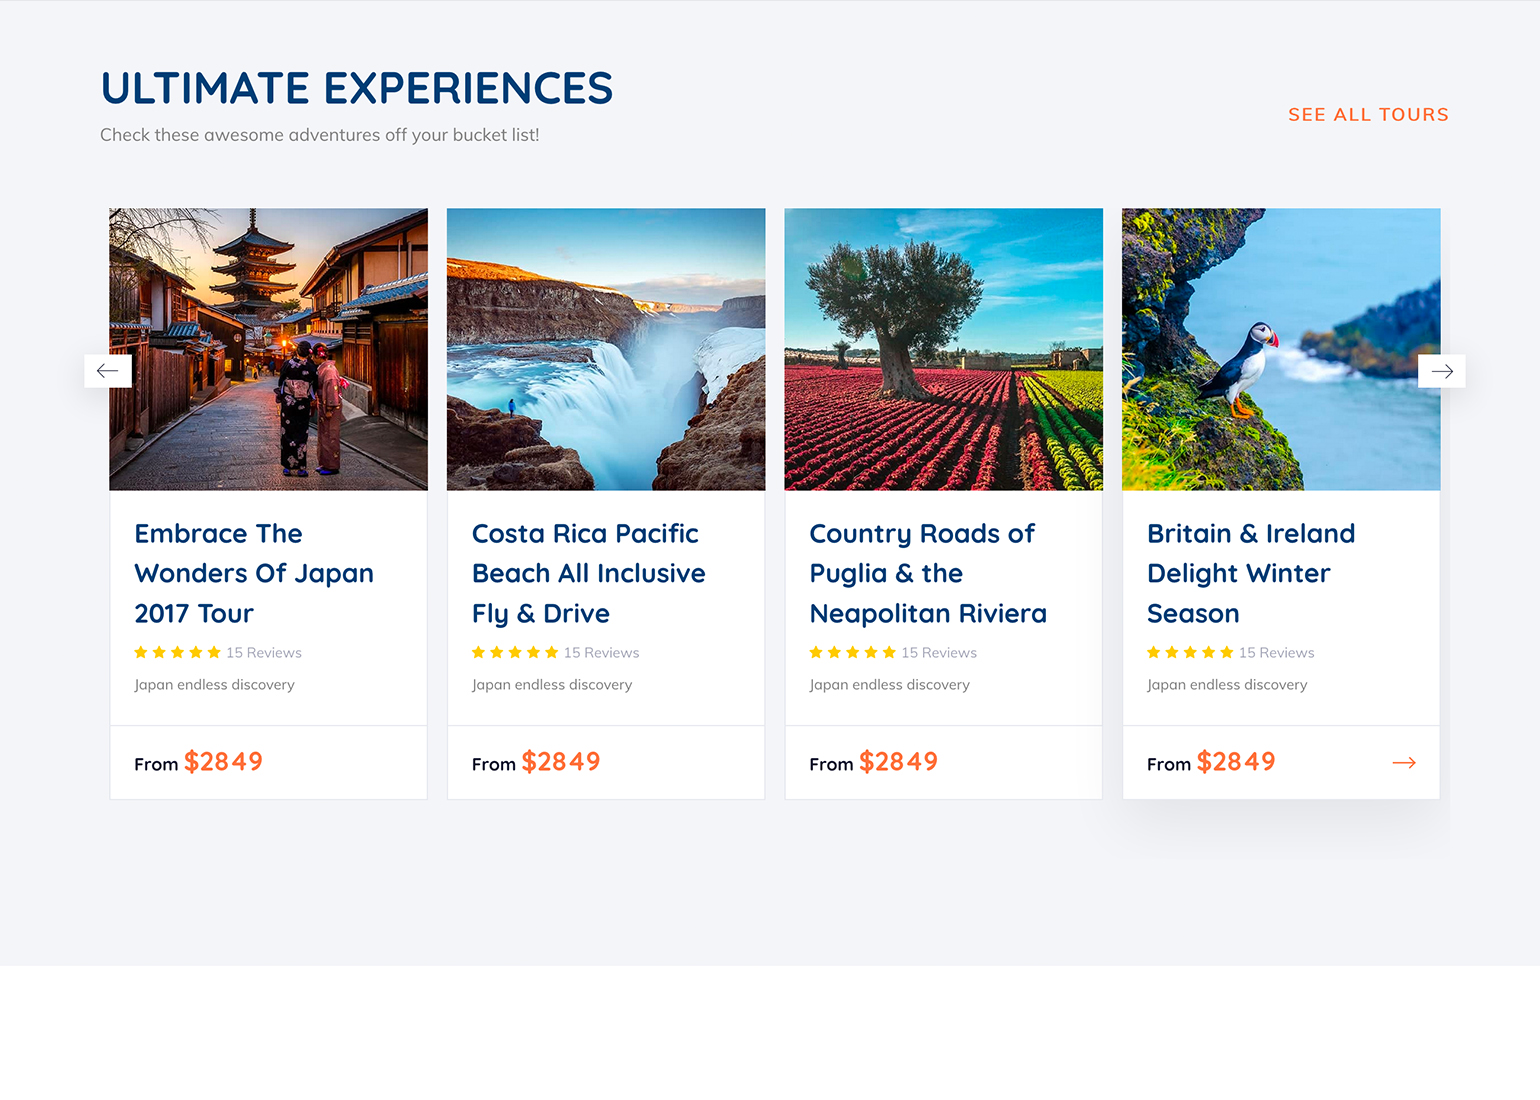 ULTIMATE EXPERIENCES
Check these awesome adventures off your bucket list!
SEE ALL TOURS
Embrace The
Wonders Of Japan
2017 Tour
15 Reviews
Japan endless discovery
From $2849
Costa Rica Pacific
Beach All Inclusive
Fly & Drive
15 Reviews
Japan endless discovery
From $2849
Country Roads of
Puglia & the
Neapolitan Riviera
15 Reviews
Japan endless discovery
From $2849
Britain & Ireland
Delight Winter
Season
15 Reviews
Japan endless discovery
From $2849